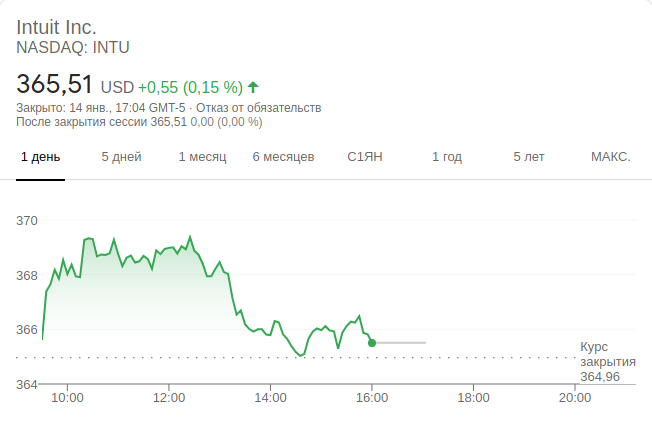 Intuit Inc.
NASDAQ: INTU
365,51 USD +0,55 (0,15 %)
Закрыто: 14 янв., 17:04 GMT-5 · Отказ от обязательств
После закрытия сессии 365,51 0,00 (0,00 %)
1 день 5 дней 1 месяц 6 месяцев С1ЯН 1 год 5 лет МАКС.
370
368
366
364
Курс
закрытия
364,96
10:00 12:00 14:00 16:00 18:00 20:00